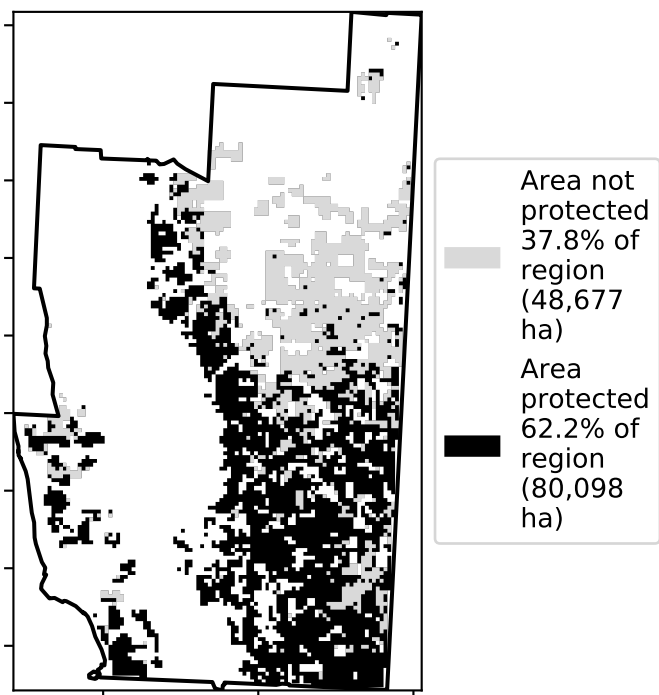 Area not
protected
37.8% of
region
(48,677
ha)
Area
protected
62.2% of
region
(80,098
ha)